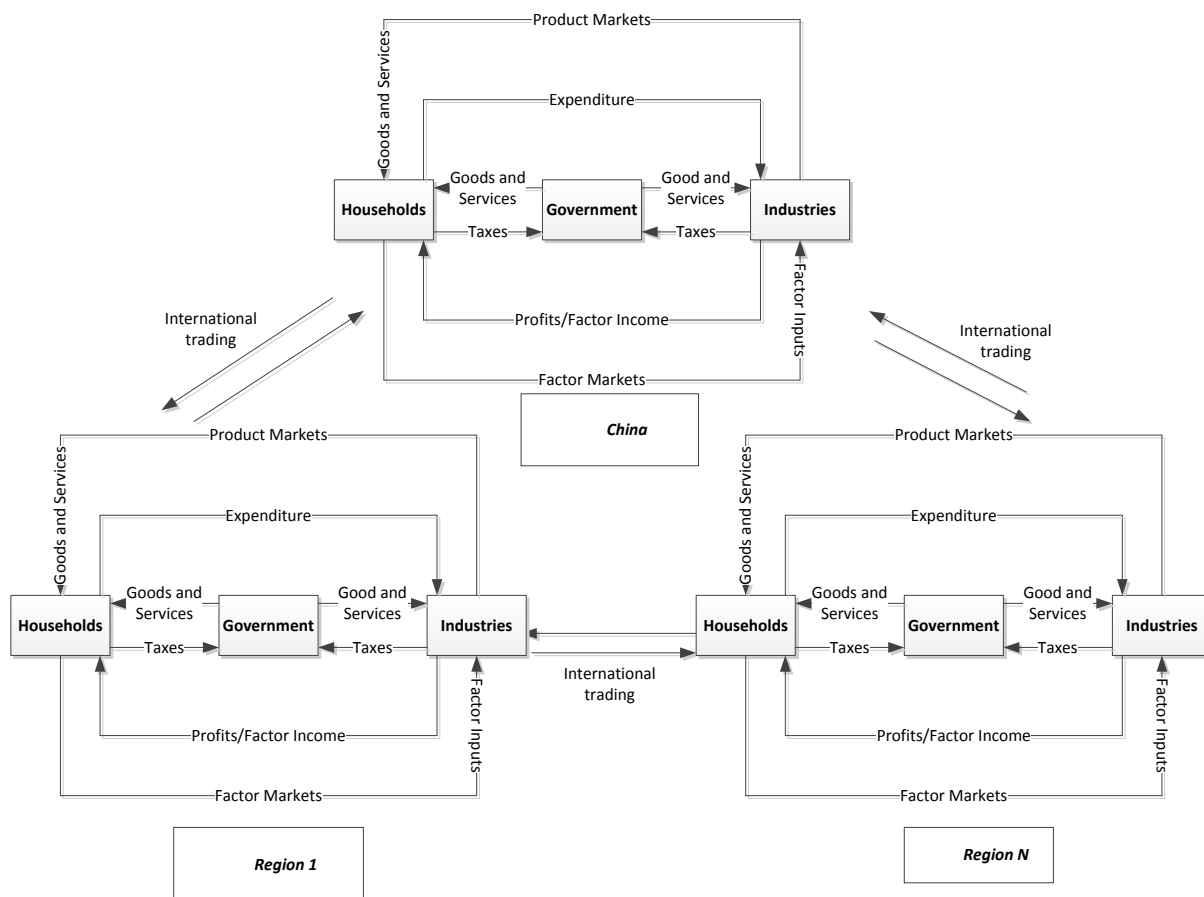 Product Markets
Goods and Services
Expenditure
Goods and
Services
Good and
Services
Households
Government
Industries
Taxes
Taxes
Factor Inputs
Profits/Factor Income
Factor Markets
International
trading
International
trading
China
Product Markets
Goods and Services
Expenditure
Goods and
Services
Good and
Services
Households
Government
Industries
Taxes
Taxes
Factor Inputs
Profits/Factor Income
Factor Markets
Region 1
International
trading
Product Markets
Goods and Services
Expenditure
Goods and
Services
Good and
Services
Households
Government
Industries
Taxes
Taxes
Factor Inputs
Profits/Factor Income
Factor Markets
Region N